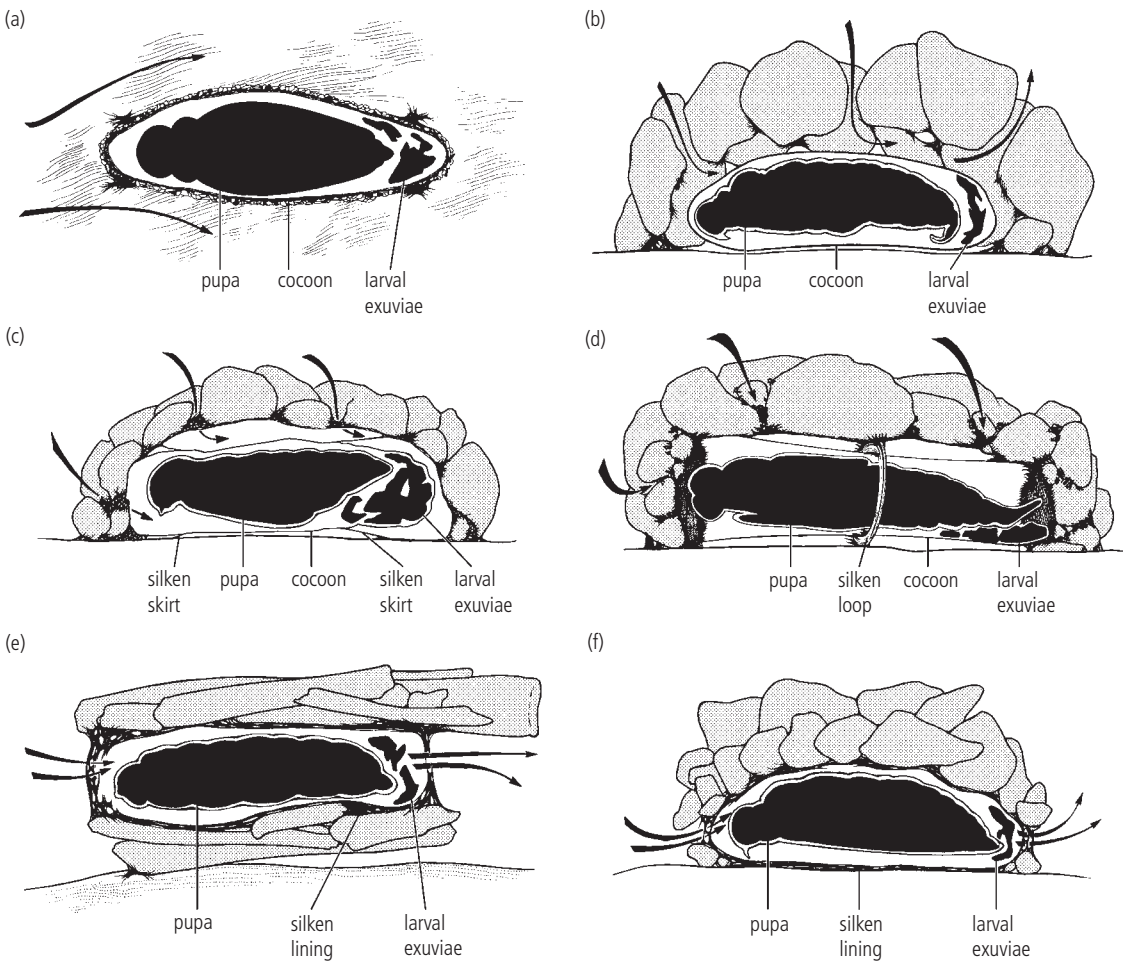 (a)
pupa
cocoon
larval
exuviae
(b)
pupa
cocoon
larval
exuviae
(c)
silken
skirt
pupa
cocoon
silken
skirt
larval
exuviae
(d)
pupa
silken
loop
cocoon
larval
exuviae
(e)
pupa
silken
lining
larval
exuviae
(f)
pupa
silken
lining
larval
exuviae